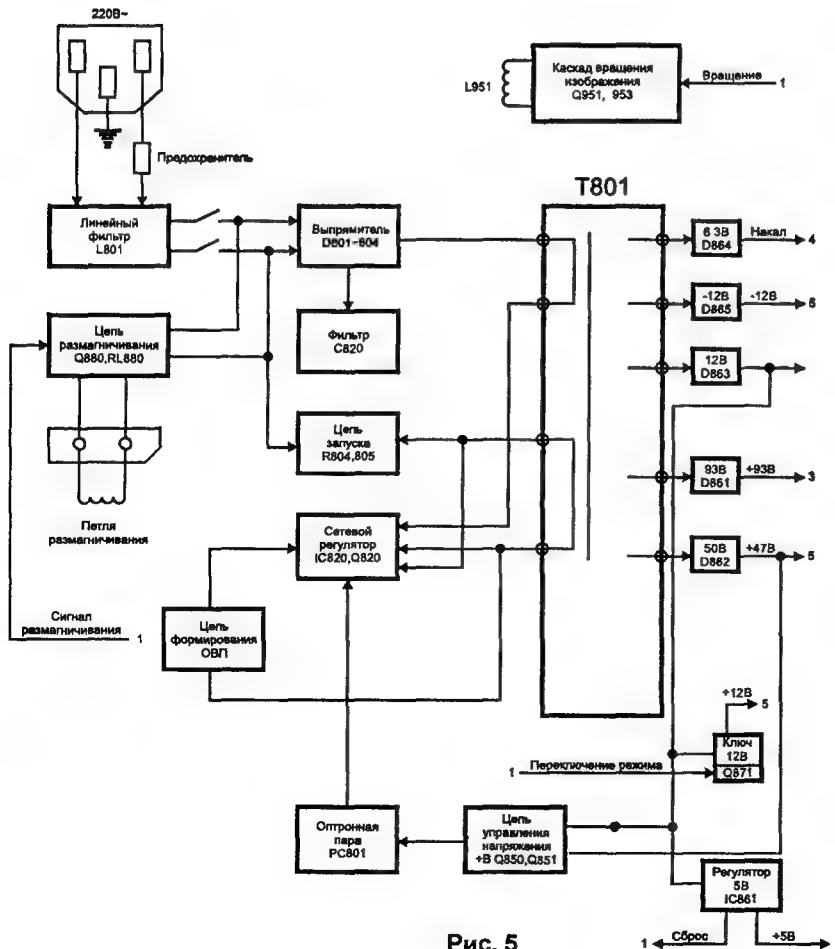 220В~
Предохранитель
L951
Каскад вращения
изображения
Q951, 953
Вращение
1
T801
Линейный
фильтр
L801
Выпрямитель
D601-604
6 3В
D864
Накал
4
-12В
D865
-12В
6
Цепь
размагничивания
Q880,RL880
Фильтр
C820
12В
D863
Цепь
запуска
R804,805
93В
D861
+93В
3
Петля
размагничивания
Сетевой
регулятор
IC820,Q820
50В
D862
+47В
5
Сигнал
размагничивания
1
Цепь
формирования
ОВП
+12В
5
Ключ
12В
Q871
1
Переключение режима
Оптронная
пара
PC801
Цепь
управления
напряжения
+В Q850,Q851
Регулятор
5В
IC861
1
Сброс
+5В
Рис. 5